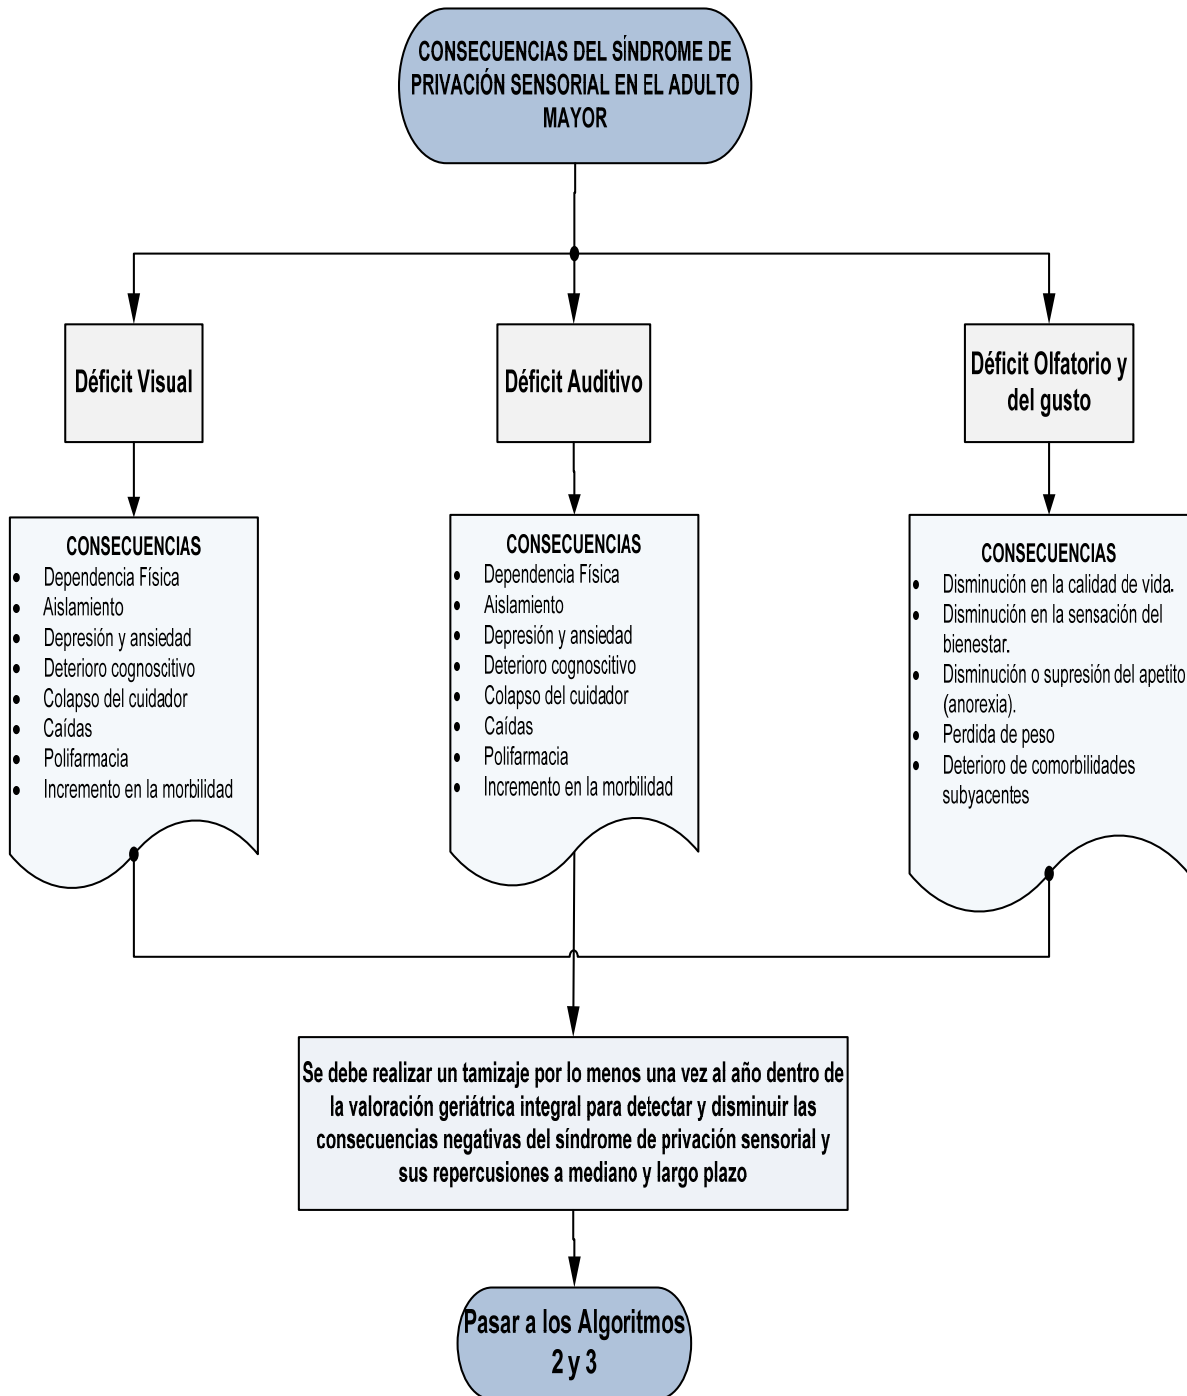 CONSECUENCIAS DEL SÍNDROME DE
PRIVACIÓN SENSORIAL EN EL ADULTO
MAYOR
Déficit Visual
Déficit Auditivo
Déficit Olfatorio y
del gusto
CONSECUENCIAS
• Dependencia Física
• Aislamiento
• Depresión y ansiedad
• Deterioro cognoscitivo
• Colapso del cuidador
• Caídas
• Polifarmacia
• Incremento en la morbilidad
CONSECUENCIAS
• Dependencia Física
• Aislamiento
• Depresión y ansiedad
• Deterioro cognoscitivo
• Colapso del cuidador
• Caídas
• Polifarmacia
• Incremento en la morbilidad
CONSECUENCIAS
• Disminución en la calidad de vida.
• Disminución en la sensación del
bienestar.
• Disminución o supresión del apetito
(anorexia).
• Perdida de peso
• Deterioro de comorbilidades
subyacentes
Se debe realizar un tamizaje por lo menos una vez al año dentro de
la valoración geriátrica integral para detectar y disminuir las
consecuencias negativas del síndrome de privación sensorial y
sus repercusiones a mediano y largo plazo
Pasar a los Algoritmos
2 y 3